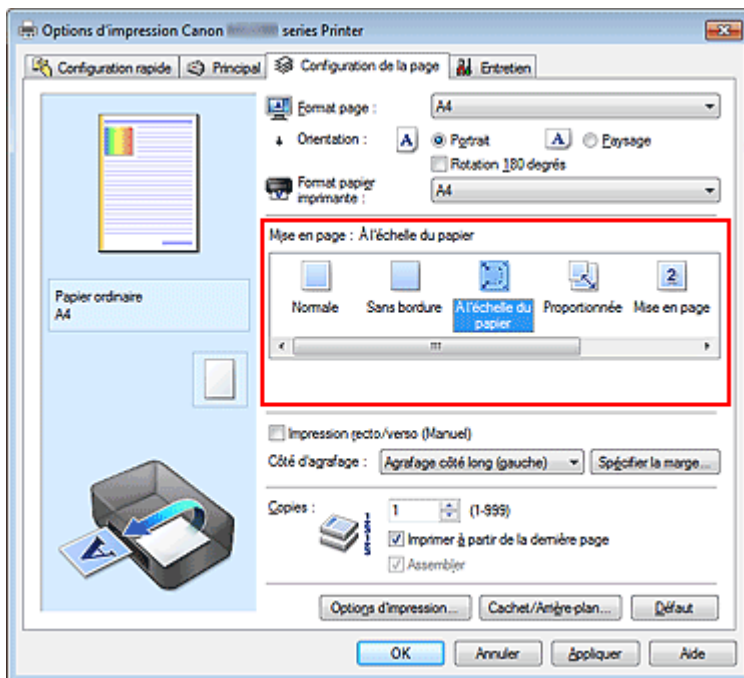 Options d'impression Canon series Printer
Configuration rapide Principal Configuration de la page Entretien
Format page : A4
Orientation : A Portrait A Paysage
Rotation 180 degrés
Format papier imprimante : A4
Mise en page : À l'échelle du papier
Normale Sans bordure À l'échelle du papier Proportionnée Mise en page
Papier ordinaire
A4
Impression recto/verso (Manuel)
Côté d'agrafage : Agrafage côté long (gauche) Spécifier la marge...
Copies : 1 (1-999)
Imprimer à partir de la dernière page
Assembler
Options d'impression... Cachet/Arrière-plan... Défaut
OK Annuler Appliquer Aide